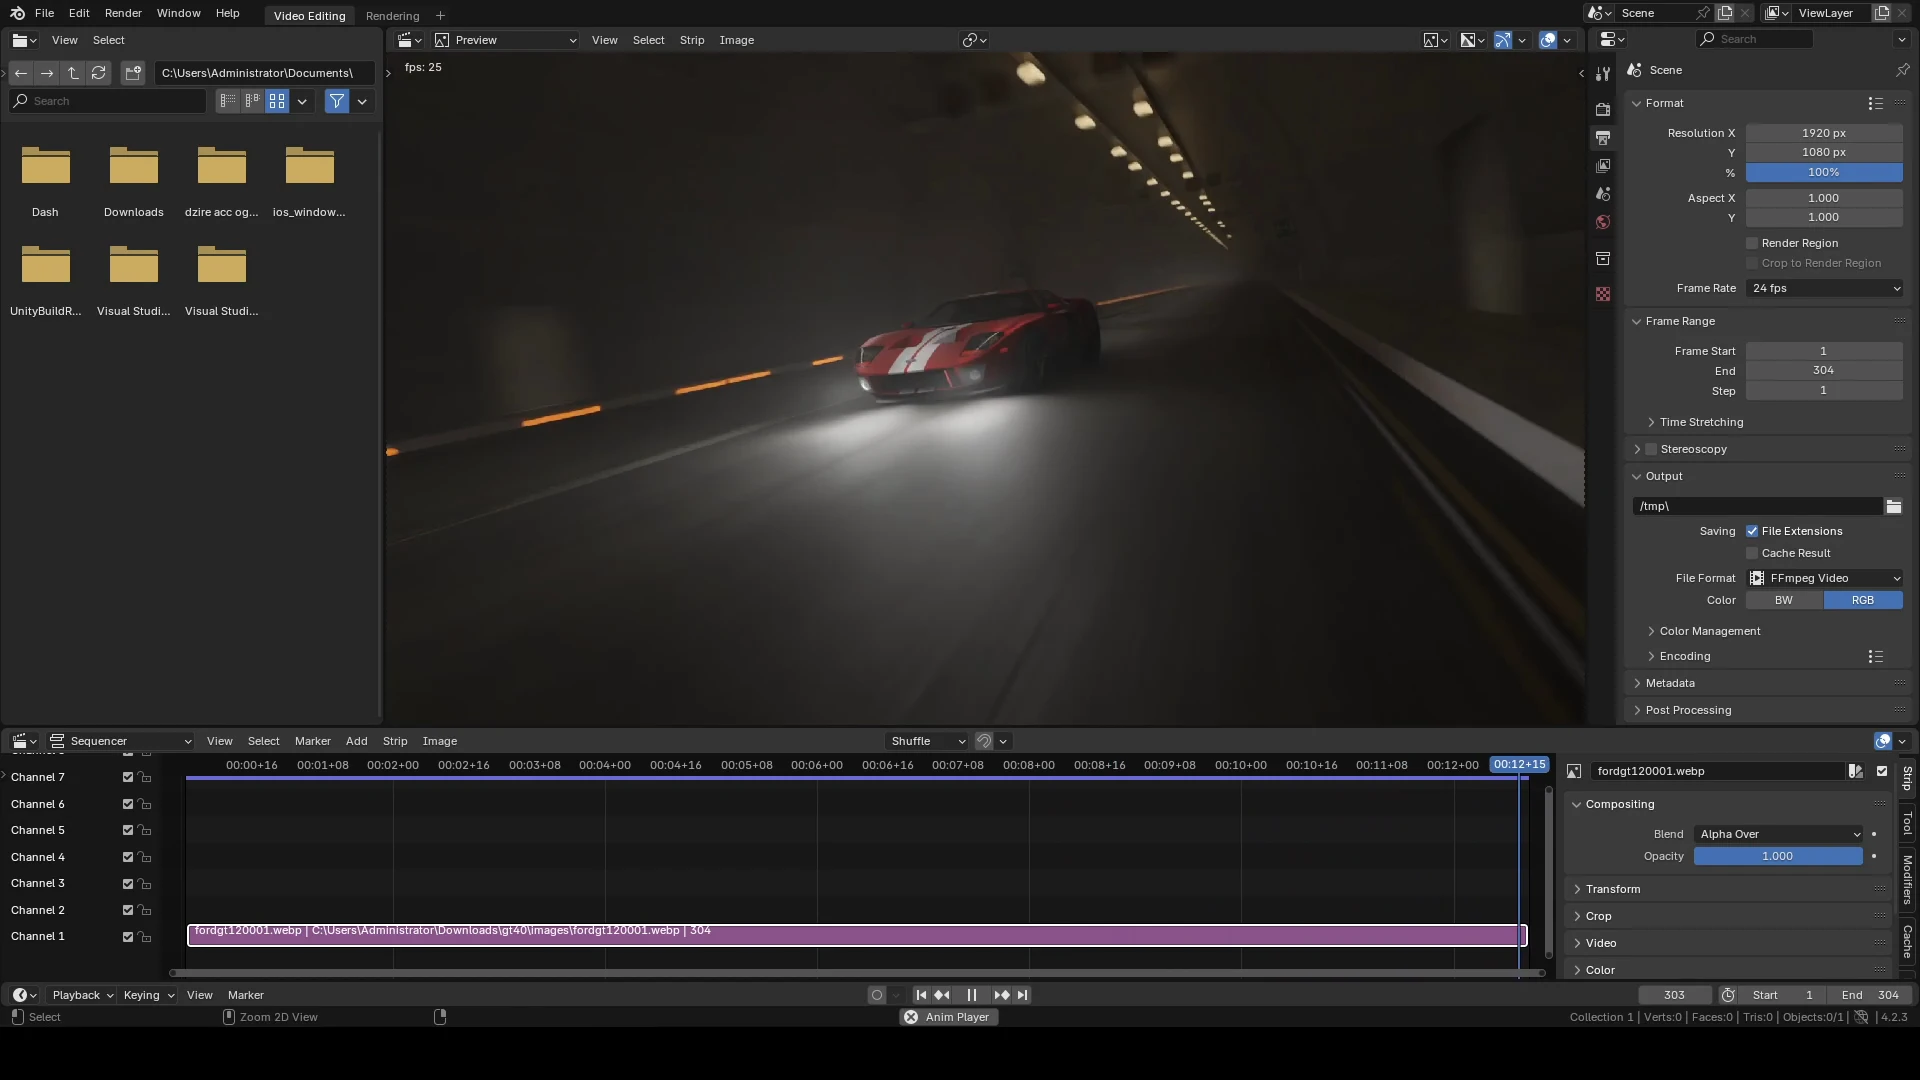 File Edit Render Window Help Video Editing Rendering + Scene ViewLayer
View Select
Preview View Select Strip Image
Search
C:\Users\Administrator\Documents\
Search
fps: 25
Dash Downloads dzire acc og... ios_window...
UnityBuildR... Visual Studi... Visual Studi...
Scene
Format
Resolution X 1920 px
Y 1080 px
% 100%
Aspect X 1.000
Y 1.000
Render Region
Crop to Render Region
Frame Rate 24 fps
Frame Range
Frame Start 1
End 304
Step 1
Time Stretching
Stereoscopy
Output
/tmp\
Saving File Extensions
Cache Result
File Format FFmpeg Video
Color BW RGB
Color Management
Encoding
Metadata
Post Processing
Sequencer View Select Marker Add Strip Image Shuffle
00:00+16 00:01+08 00:02+00 00:02+16 00:03+08 00:04+00 00:04+16 00:05+08 00:06+00 00:06+16 00:07+08 00:08+00 00:08+16 00:09+08 00:10+00 00:10+16 00:11+08 00:12+00 00:12+15
Channel 7
Channel 6
Channel 5
Channel 4
Channel 3
Channel 2
Channel 1
fordgt120001.webp | C:\Users\Administrator\Downloads\gt40\images\fordgt120001.webp | 304
fordgt120001.webp
Compositing
Blend Alpha Over
Opacity 1.000
Transform
Crop
Video
Color
Strip
Tool
Modifiers
Cache
Playback Keying View Marker 303 Start 1 End 304
Select Zoom 2D View Anim Player Collection 1 | Verts:0 | Faces:0 | Tris:0 | Objects:0/1 | 4.2.3